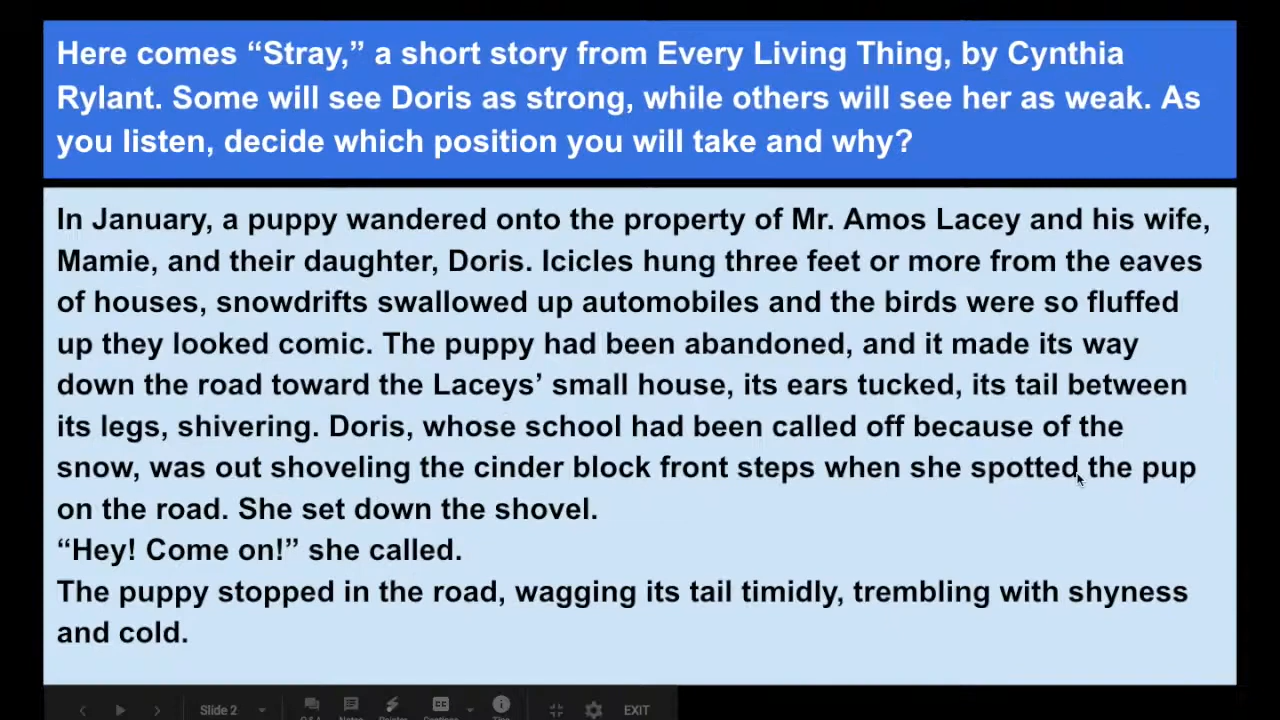 Here comes “Stray,” a short story from Every Living Thing, by Cynthia
Rylant. Some will see Doris as strong, while others will see her as weak. As
you listen, decide which position you will take and why?
In January, a puppy wandered onto the property of Mr. Amos Lacey and his wife,
Mamie, and their daughter, Doris. Icicles hung three feet or more from the eaves
of houses, snowdrifts swallowed up automobiles and the birds were so fluffed
up they looked comic. The puppy had been abandoned, and it made its way
down the road toward the Laceys’ small house, its ears tucked, its tail between
its legs, shivering. Doris, whose school had been called off because of the
snow, was out shoveling the cinder block front steps when she spotted the pup
on the road. She set down the shovel.
“Hey! Come on!” she called.
The puppy stopped in the road, wagging its tail timidly, trembling with shyness
and cold.
Slide 2
EXIT